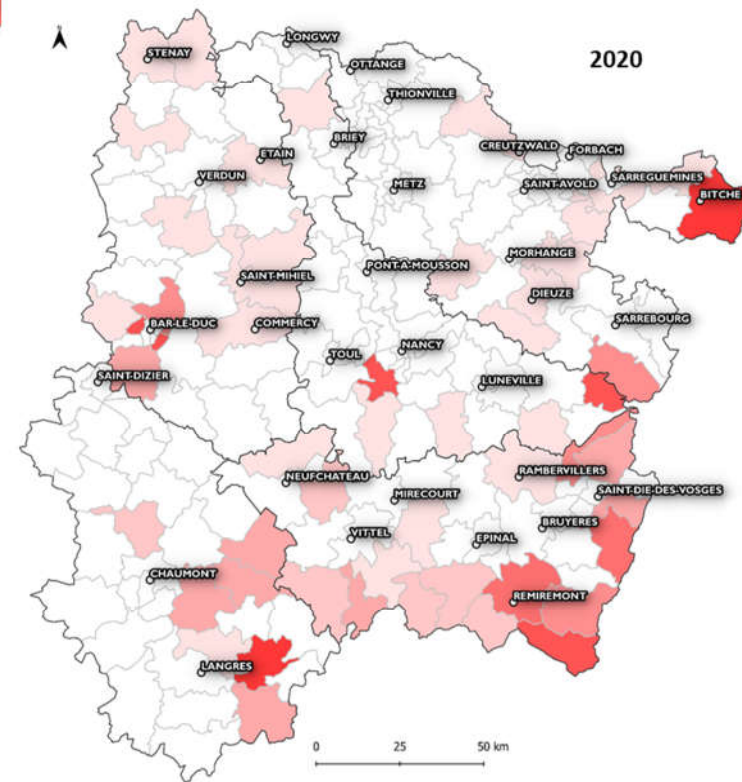 LONGWY
STENAY
2020
OTTANGE
THIONVILLE
BRIEY
CREUTZWALD
FORBACH
ETAIN
VERDUN
METZ
SAINT-AVOLD
SARREGUEMINES
BITCHE
MORHANGE
PONT-A-MOUSSON
SAINT-MIHIEL
DIEUZE
BAR-LE-DUC
COMMERCY
SARREBOURG
NANCY
TOUL
SAINT-DIZIER
LUNEVILLE
RAMBERVILLERS
NEUFCHATEAU
SAINT-DIE-DES-VOSGES
MIRECOURT
BRUYERES
VITTEL
EPINAL
CHAUMONT
REMIREMONT
LANGRES
0 25 50 km